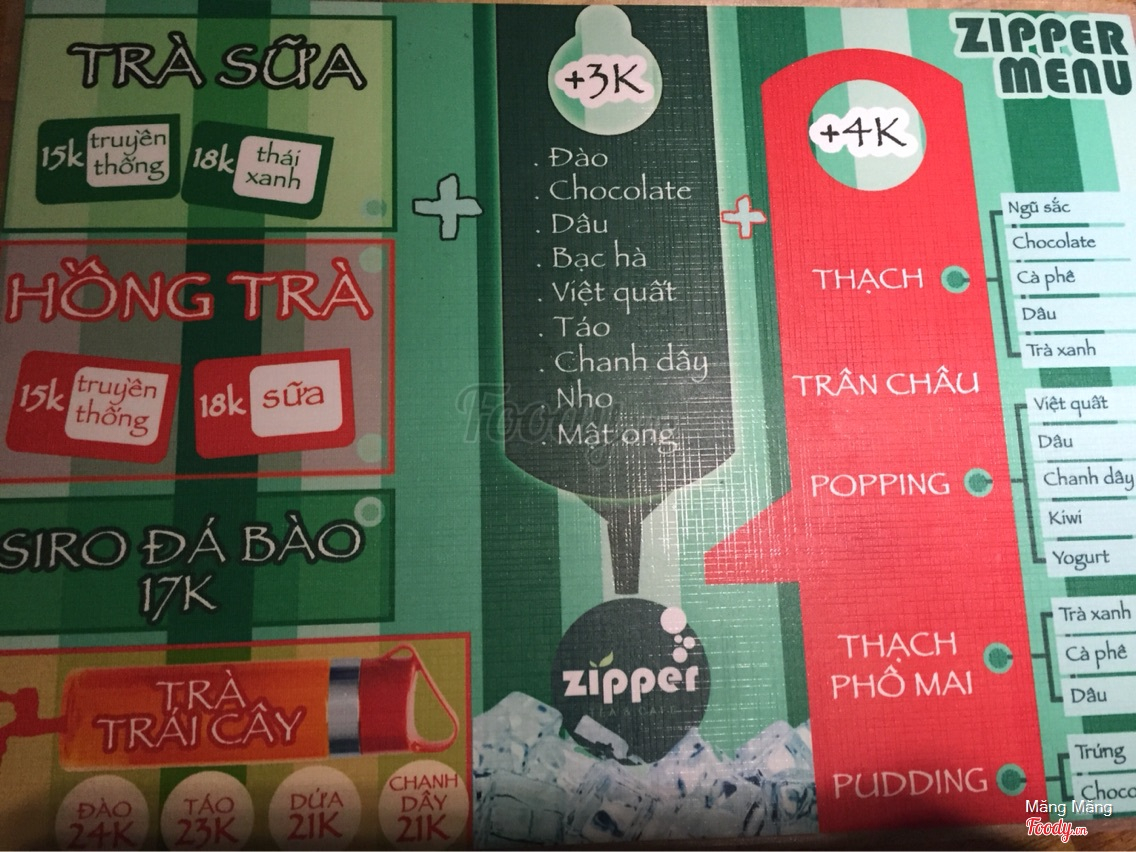 ZIPPER
MENU
TRÀ SỮA
15k truyền
thống
18k thái
xanh
HỒNG TRÀ
15k truyền
thống
18k sữa
SIRO ĐÁ BÀO
17K
TRÀ
TRÁI CÂY
ĐÀO
24K
TÁO
23K
DỨA
21K
CHANH
DÂY
21K
+
+3K
. Đào
. Chocolate
. Dâu
. Bạc hà
. Việt quất
. Táo
. Chanh dây
. Nho
. Mật ong
Foody
zipper
+
+4K
THẠCH
Ngũ sắc
Chocolate
Cà phê
Dâu
Trà xanh
TRÂN CHÂU
POPPING
Việt quất
Dâu
Chanh dây
Kiwi
Yogurt
THẠCH
PHÔ MAI
Trà xanh
Cà phê
Dâu
PUDDING
Trứng
Choco
Măng Măng
Foody.vn